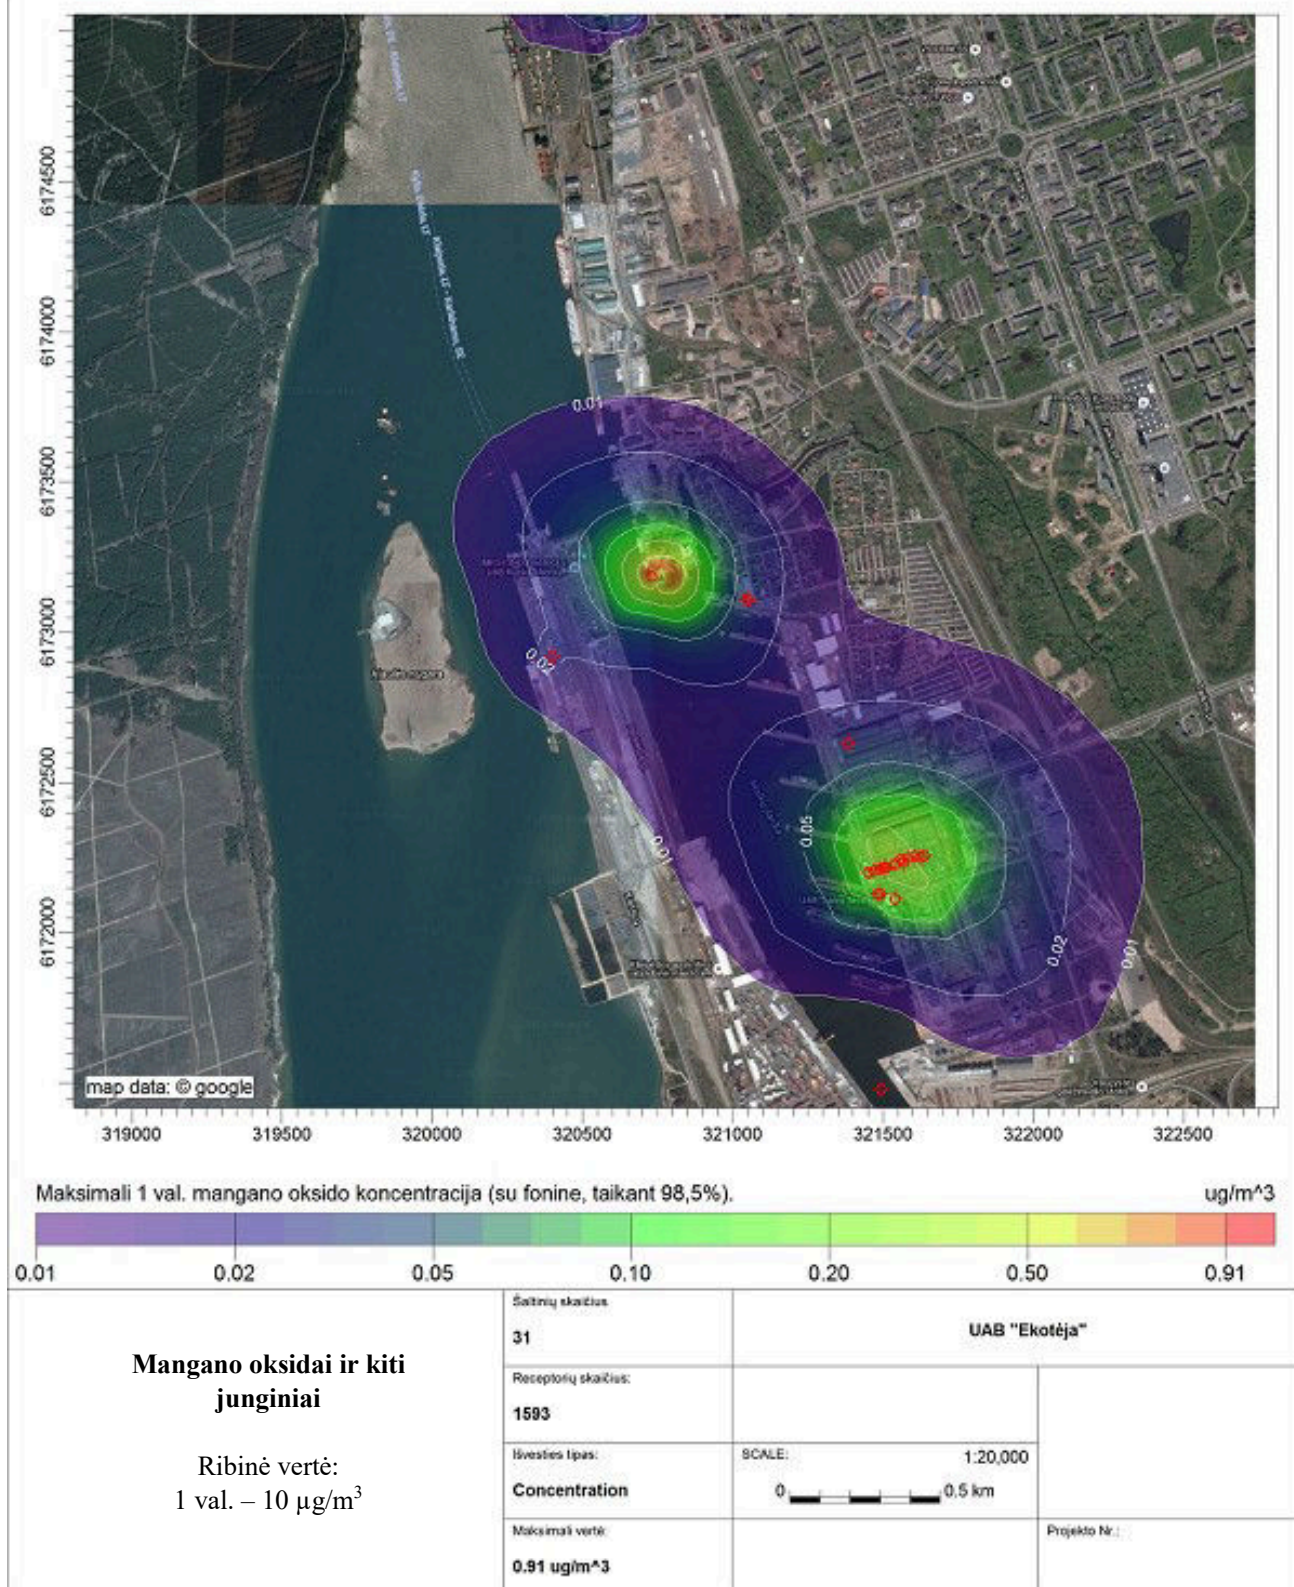 6174500
6174000
6173500
6173000
6172500
6172000
0.01
0.02
0.01
0.05
0.02
0.01
map data: © google
319000
319500
320000
320500
321000
321500
322000
322500
Maksimali 1 val. mangano oksido koncentracija (su fonine, taikant 98,5%).
ug/m^3
0.01
0.02
0.05
0.10
0.20
0.50
0.91
Mangano oksidai ir kiti
junginiai
Ribinė vertė:
1 val. – 10 µg/m³
Šaltinių skaičius
31
UAB "Ekotėja"
Receptorių skaičius:
1593
Išvesties tipas:
Concentration
SCALE:
1:20,000
0
0,5 km
Maksimali vertė:
0.91 ug/m^3
Projekto Nr.: